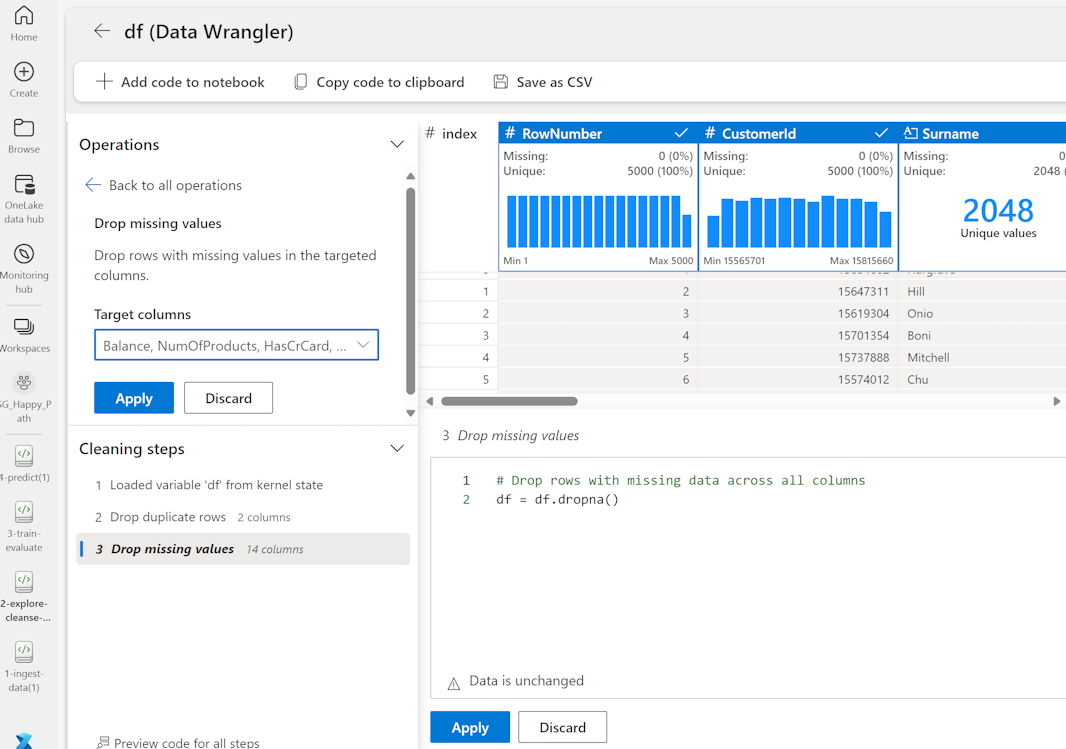 Home
Create
Browse
OneLake
data hub
Monitoring
hub
Workspaces
SG_Happy_P
ath
4-predict(1)
3-train-
evaluate
2-explore-
cleanse-...
1-ingest-
data(1)
df (Data Wrangler)
Add code to notebook
Copy code to clipboard
Save as CSV
Operations
Back to all operations
Drop missing values
Drop rows with missing values in the targeted
columns.
Target columns
Balance, NumOfProducts, HasCrCard, ...
Apply
Discard
Cleaning steps
1 Loaded variable 'df' from kernel state
2 Drop duplicate rows 2 columns
3 Drop missing values 14 columns
Preview code for all steps
# index
# RowNumber
Missing: 0 (0%)
Unique: 5000 (100%)
Min 1 Max 5000
# CustomerId
Missing: 0 (0%)
Unique: 5000 (100%)
Min 15565701 Max 15815660
A Surname
Missing: 0
Unique: 2048 (
2048
Unique values
1 2 15647311 Hill
2 3 15619304 Onio
3 4 15701354 Boni
4 5 15737888 Mitchell
5 6 15574012 Chu
3 Drop missing values
1 # Drop rows with missing data across all columns
2 df = df.dropna()
Data is unchanged
Apply
Discard